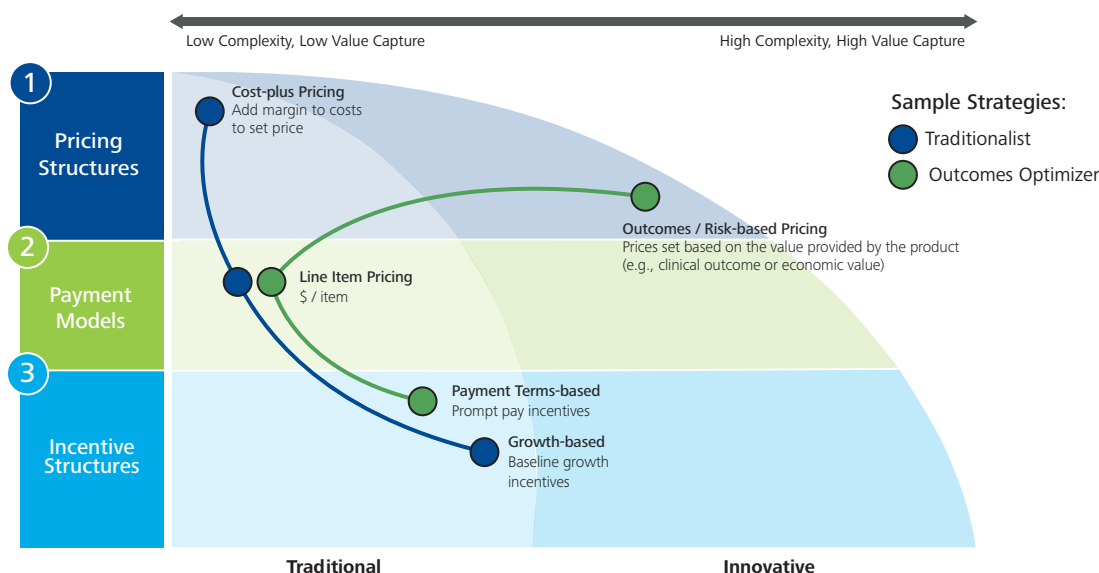 Low Complexity, Low Value Capture
High Complexity, High Value Capture
1
Pricing
Structures
Cost-plus Pricing
Add margin to costs
to set price
Sample Strategies:
Traditionalist
Outcomes Optimizer
Outcomes / Risk-based Pricing
Prices set based on the value provided by the product
(e.g., clinical outcome or economic value)
2
Payment
Models
Line Item Pricing
$ / item
3
Incentive
Structures
Payment Terms-based
Prompt pay incentives
Growth-based
Baseline growth
incentives
Traditional
Innovative